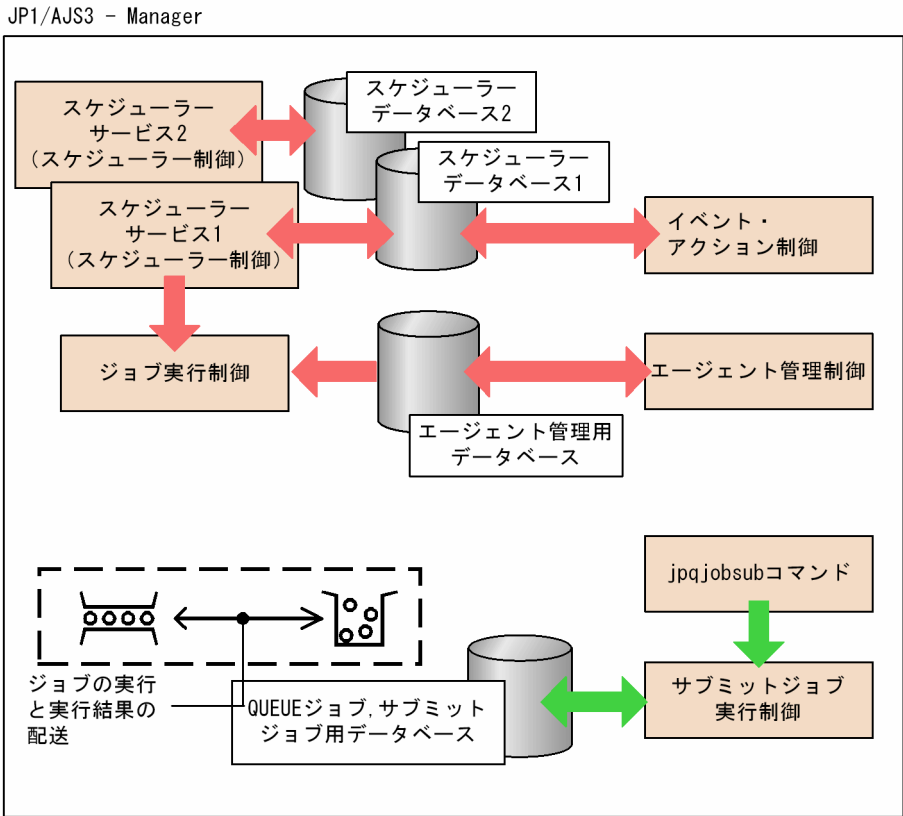 JP1/AJS3 - Manager
スケジューラー
サービス2
（スケジューラー制御）
スケジューラー
データベース2
スケジューラー
データベース1
スケジューラー
サービス1
（スケジューラー制御）
イベント・
アクション制御
ジョブ実行制御
エージェント管理制御
エージェント管理用
データベース
jpqjobsubコマンド
ジョブの実行
と実行結果の
配送
QUEUEジョブ,サブミット
ジョブ用データベース
サブミットジョブ
実行制御